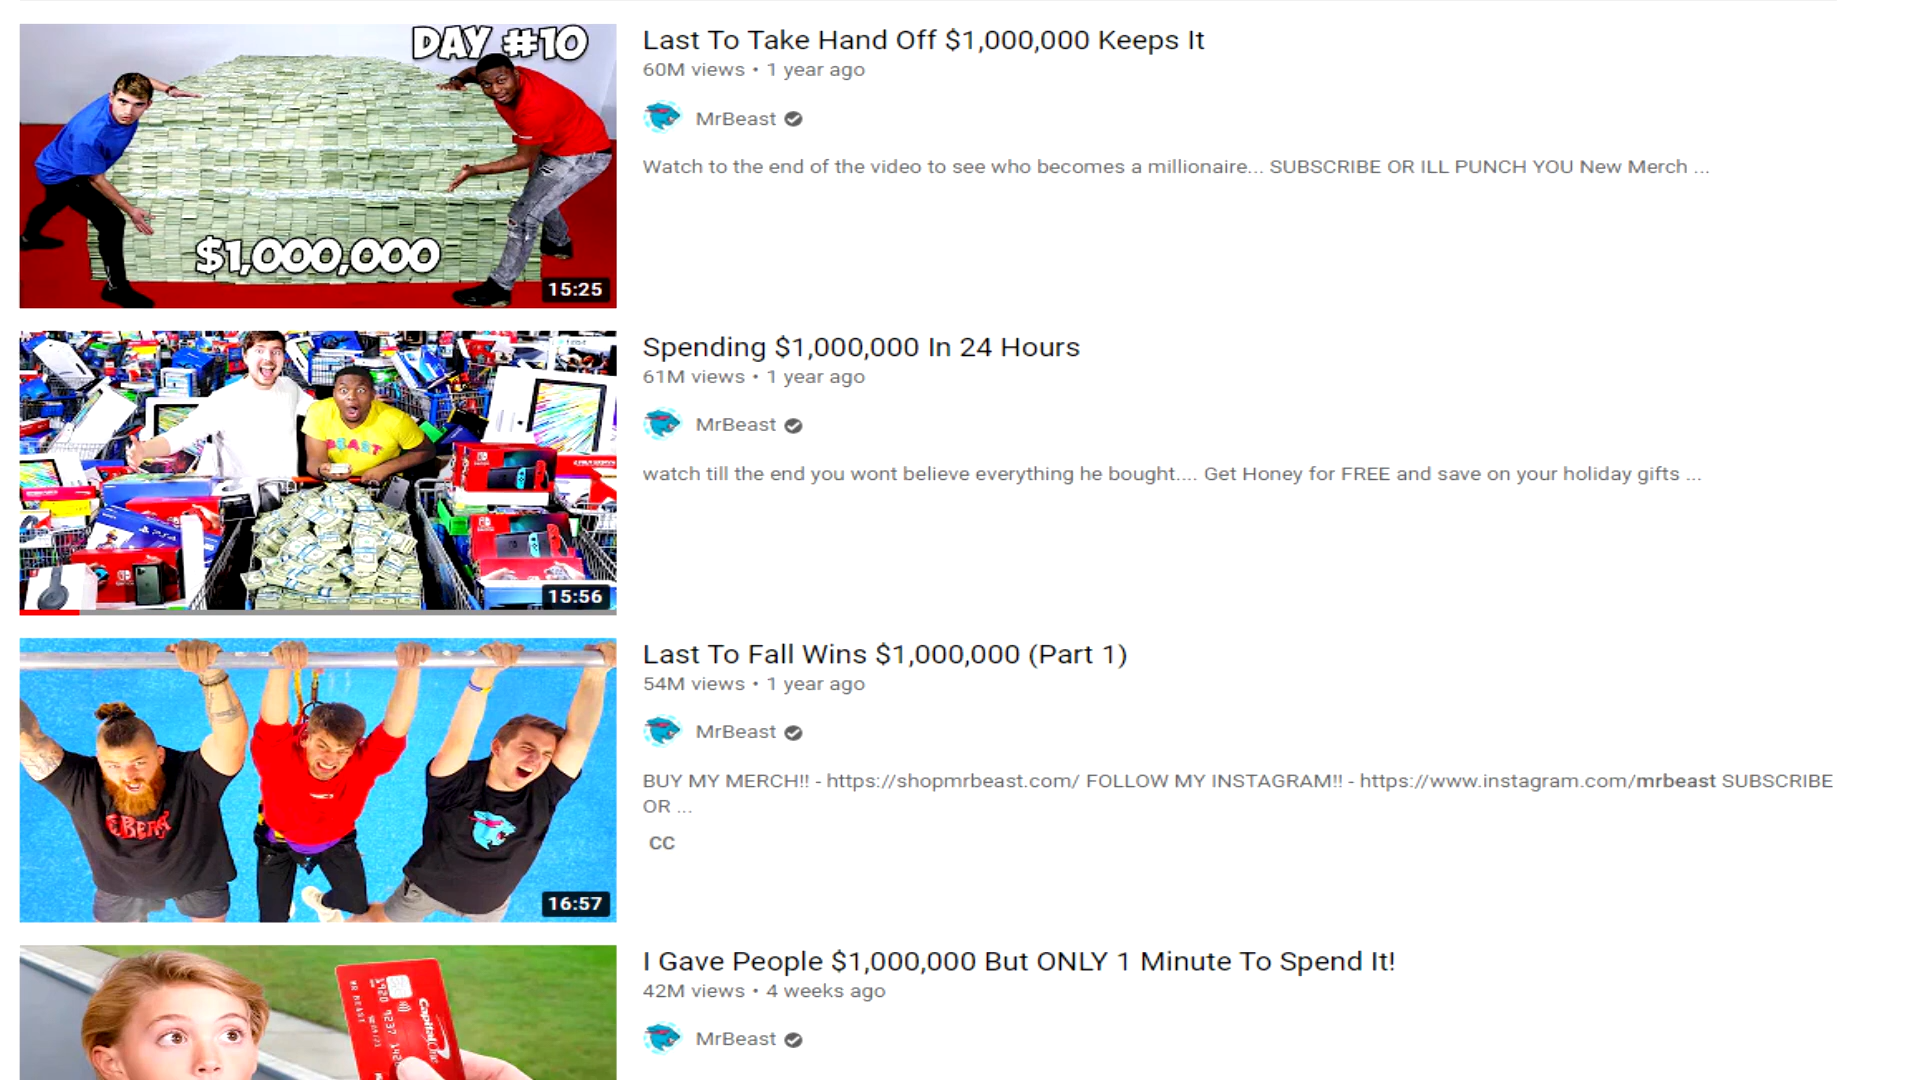 DAY #10
$1,000,000
15:25
Last To Take Hand Off $1,000,000 Keeps It
60M views • 1 year ago
MrBeast
Watch to the end of the video to see who becomes a millionaire... SUBSCRIBE OR ILL PUNCH YOU New Merch ...
15:56
Spending $1,000,000 In 24 Hours
61M views • 1 year ago
MrBeast
watch till the end you wont believe everything he bought.... Get Honey for FREE and save on your holiday gifts ...
16:57
Last To Fall Wins $1,000,000 (Part 1)
54M views • 1 year ago
MrBeast
BUY MY MERCH!! - https://shopmrbeast.com/ FOLLOW MY INSTAGRAM!! - https://www.instagram.com/mrbeast SUBSCRIBE
OR ...
CC
Capital One
MR BEAST
I Gave People $1,000,000 But ONLY 1 Minute To Spend It!
42M views • 4 weeks ago
MrBeast